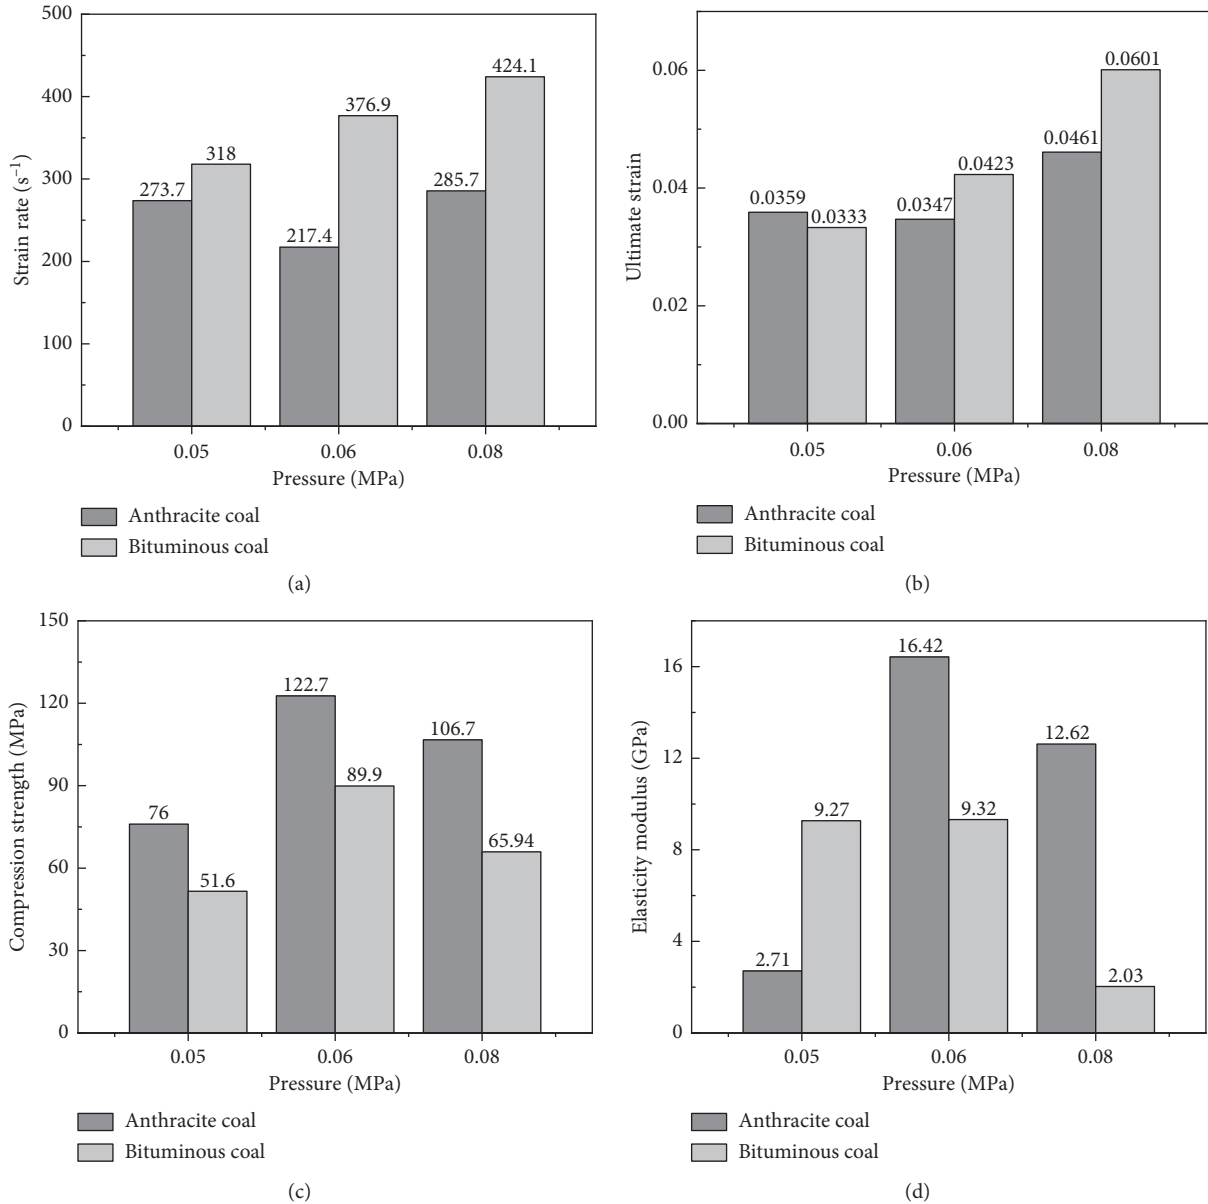 500
400
300
200
100
0
Strain rate (s⁻¹)
273.7
318
217.4
376.9
285.7
424.1
0.05
0.06
0.08
Pressure (MPa)
Anthracite coal
Bituminous coal
(a)
0.06
0.04
0.02
0.00
Ultimate strain
0.0359
0.0333
0.0347
0.0423
0.0461
0.0601
0.05
0.06
0.08
Pressure (MPa)
Anthracite coal
Bituminous coal
(b)
150
120
90
60
30
0
Compression strength (MPa)
76
51.6
122.7
89.9
106.7
65.94
0.05
0.06
0.08
Pressure (MPa)
Anthracite coal
Bituminous coal
(c)
16
12
8
4
0
Elasticity modulus (GPa)
2.71
9.27
16.42
9.32
12.62
2.03
0.05
0.06
0.08
Pressure (MPa)
Anthracite coal
Bituminous coal
(d)